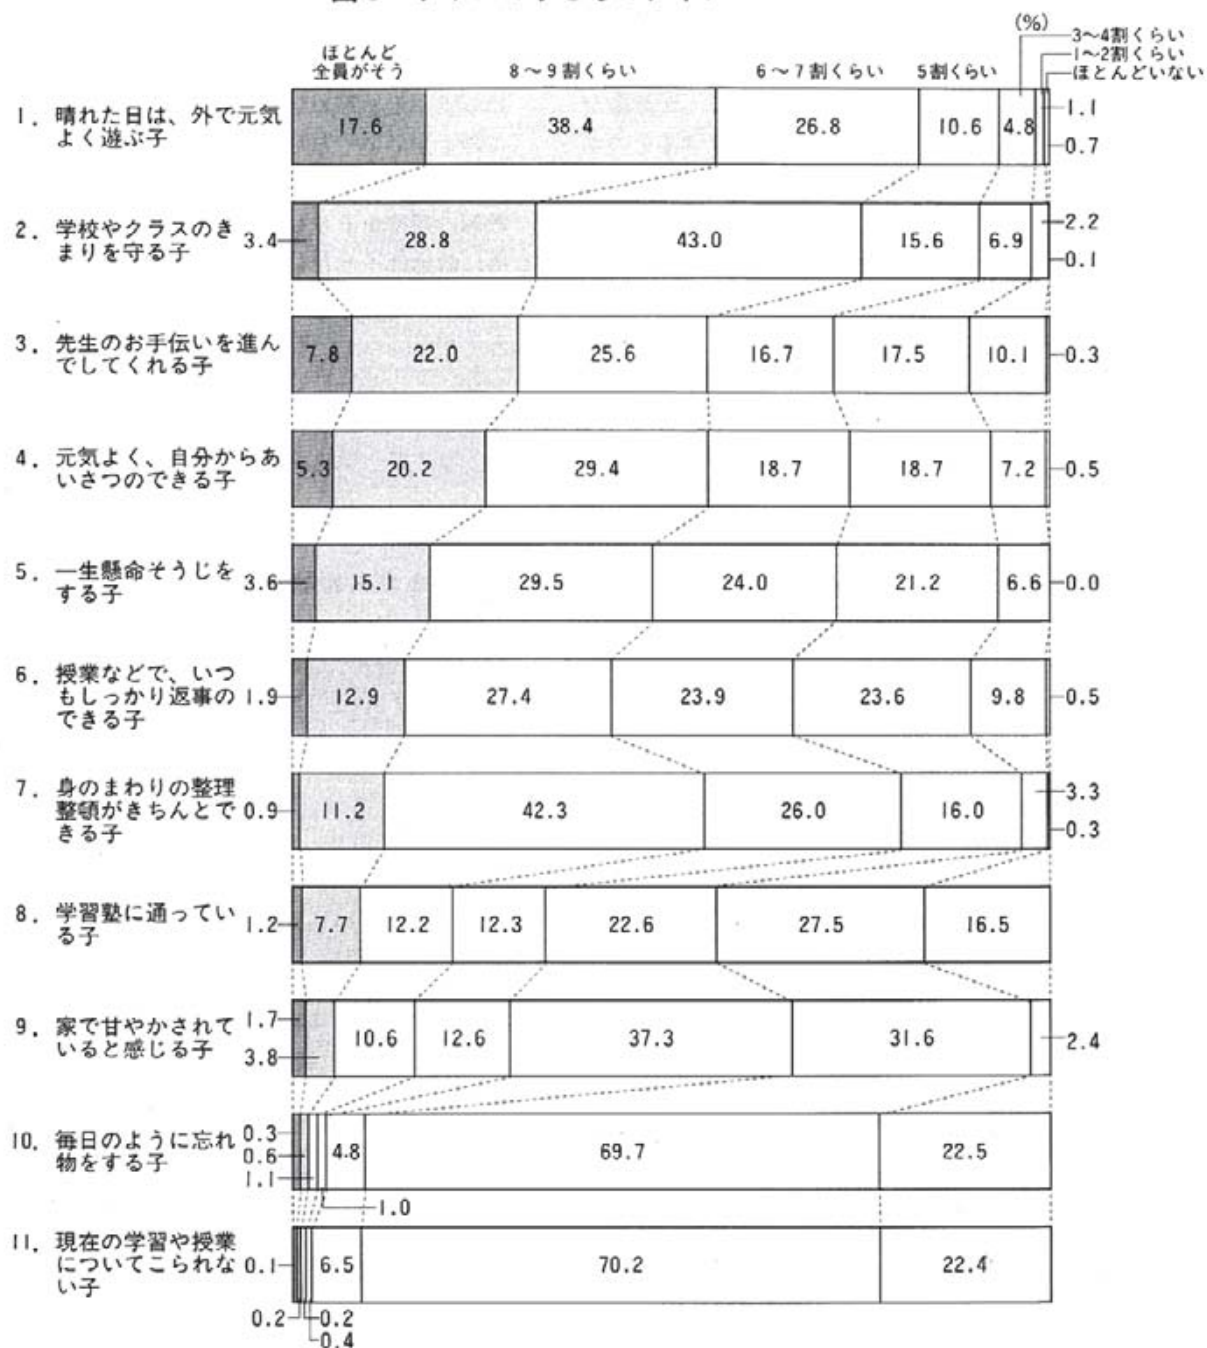 (%)
ほとんど
全員がそう
8～9割くらい
6～7割くらい
5割くらい
3～4割くらい
1～2割くらい
ほとんどいない
1. 晴れた日は、外で元気
よく遊ぶ子
17.6 38.4 26.8 10.6 4.8 1.1
0.7
2. 学校やクラスのき
まりを守る子
3.4 28.8 43.0 15.6 6.9 2.2
0.1
3. 先生のお手伝いを進ん
でしてくれる子
7.8 22.0 25.6 16.7 17.5 10.1 0.3
4. 元気よく、自分からあ
いさつのできる子
5.3 20.2 29.4 18.7 18.7 7.2 0.5
5. 一生懸命そうじを
する子
3.6 15.1 29.5 24.0 21.2 6.6 0.0
6. 授業などで、いつ
もしっかり返事の
できる子
1.9 12.9 27.4 23.9 23.6 9.8 0.5
7. 身のまわりの整理
整頓がきちんとで
きる子
0.9 11.2 42.3 26.0 16.0 3.3
0.3
8. 学習塾に通ってい
る子
1.2 7.7 12.2 12.3 22.6 27.5 16.5
9. 家で甘やかされて
いると感じる子
1.7
3.8 10.6 12.6 37.3 31.6 2.4
10. 毎日のように忘れ
物をする子
0.3
0.6
1.1
1.0
4.8 69.7 22.5
11. 現在の学習や授業
についてこられな
い子
0.1 6.5 70.2 22.4
0.2 0.2
0.4